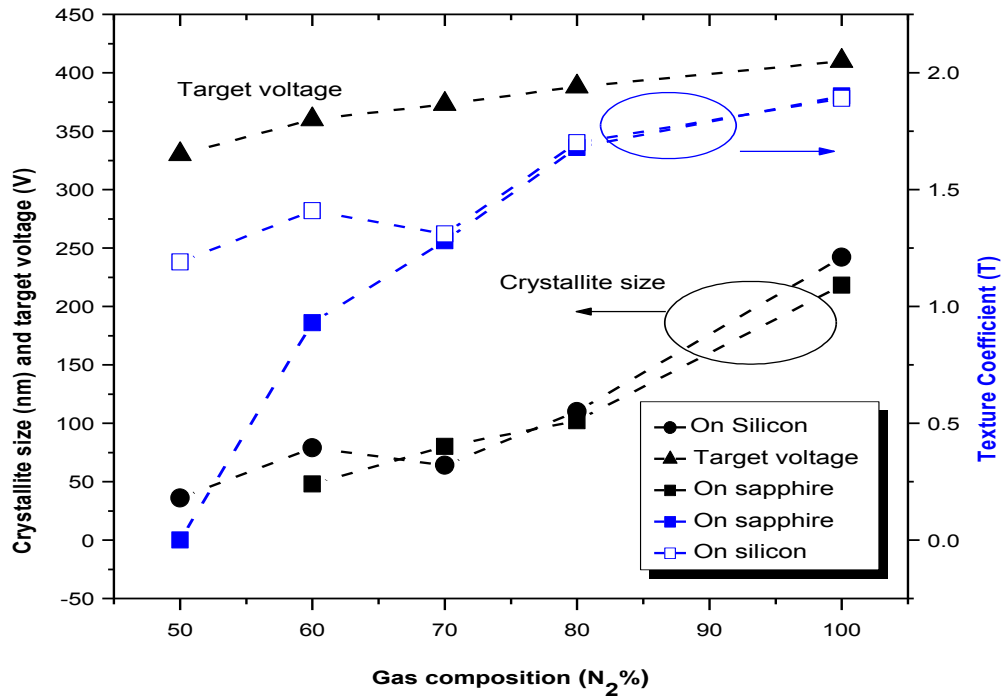 450
400
350
300
250
200
150
100
50
0
-50
Crystallite size (nm) and target voltage (V)
Target voltage
Crystallite size
On Silicon
Target voltage
On sapphire
On sapphire
On silicon
2.0
1.5
1.0
0.5
0.0
Texture Coefficient (T)
50 60 70 80 90 100
Gas composition (N2%)